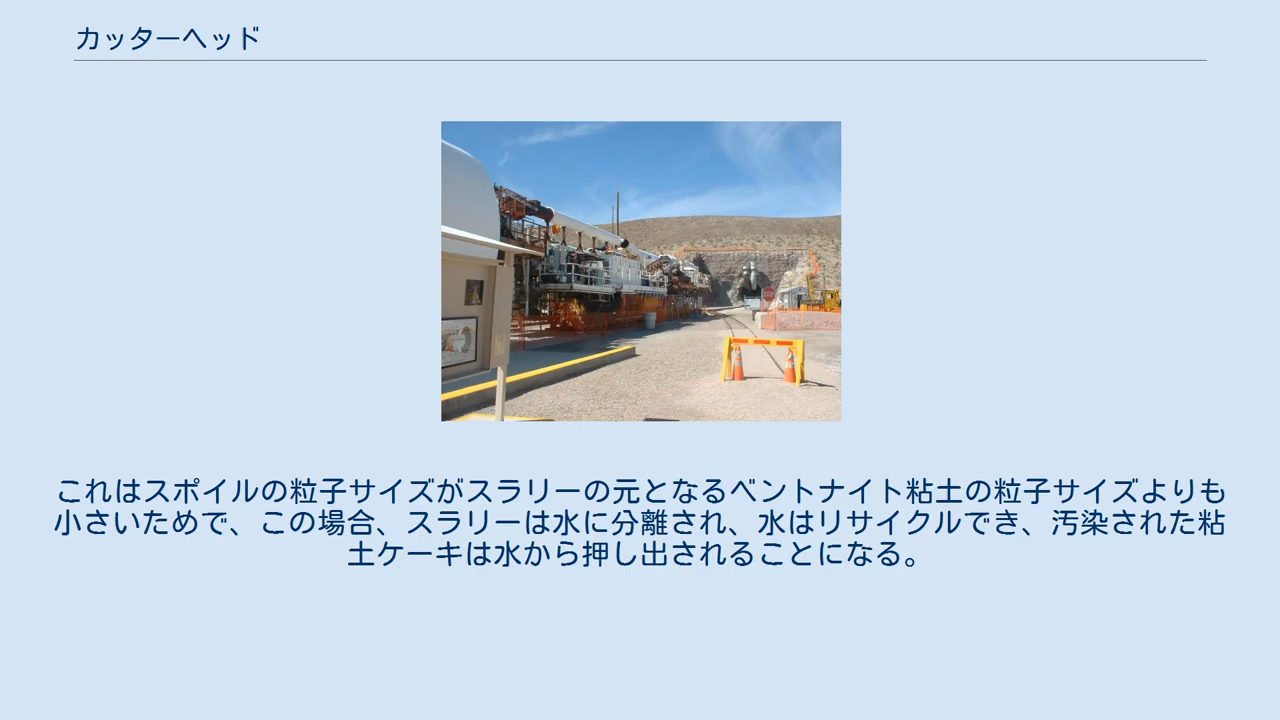 カッターヘッド
これはスポイルの粒子サイズがスラリーの元となるベントナイト粘土の粒子サイズよりも
小さいためで、この場合、スラリーは水に分離され、水はリサイクルでき、汚染された粘
土ケーキは水から押し出されることになる。